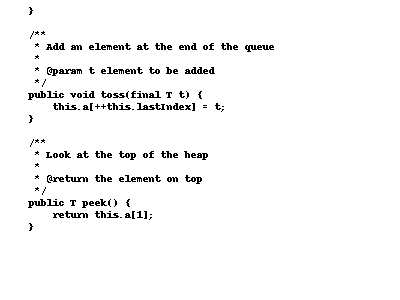 }
/**
 * Add an element at the end of the queue
 *
 * @param t element to be added
 */
public void toss(final T t) {
    this.a[++this.lastIndex] = t;
}
/**
 * Look at the top of the heap
 *
 * @return the element on top
 */
public T peek() {
    return this.a[1];
}